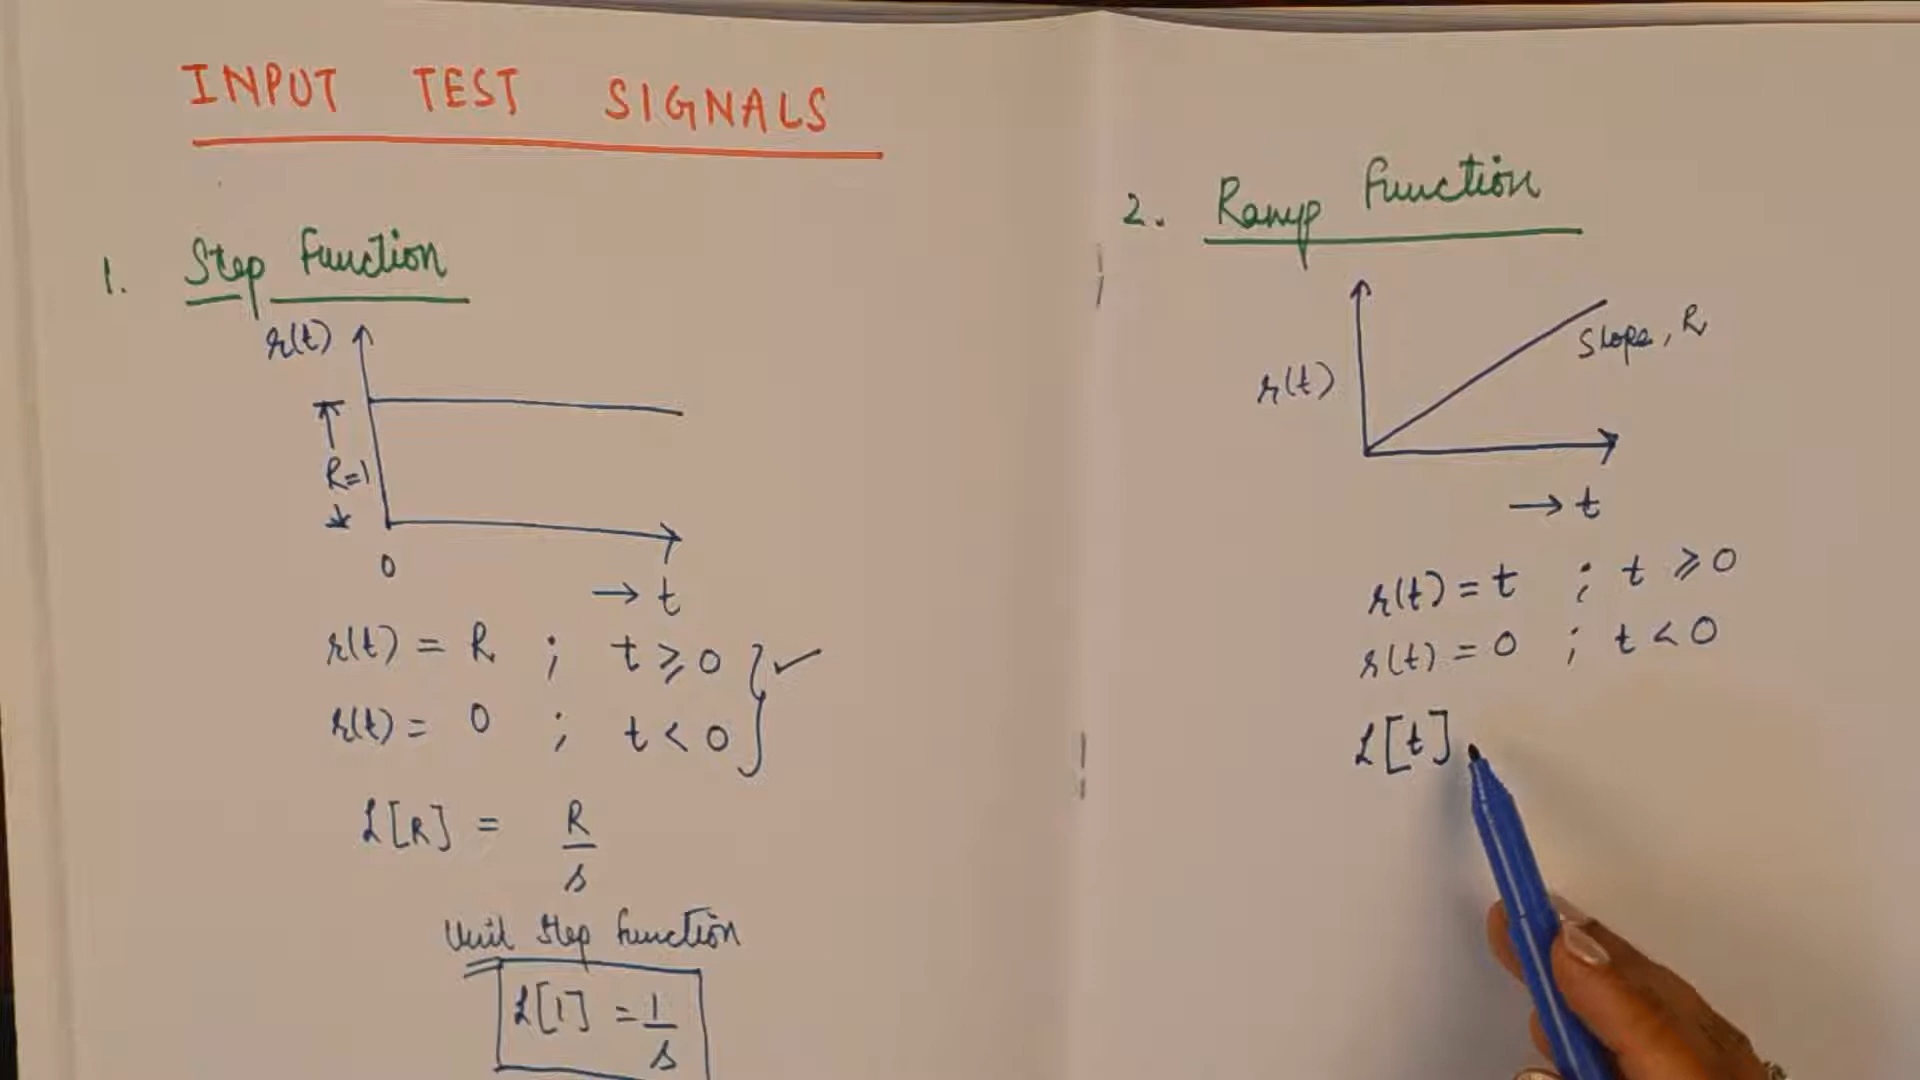 INPUT TEST SIGNALS
1. Step Function
r(t)
R=1
0
→ t
r(t) = R ; t ⩾ 0
r(t) = 0 ; t < 0
L[R] = R/s
Unit Step Function
L[1] = 1/s
2. Ramp Function
Slope, R
r(t)
→ t
r(t) = t ; t ⩾ 0
r(t) = 0 ; t < 0
L[t]